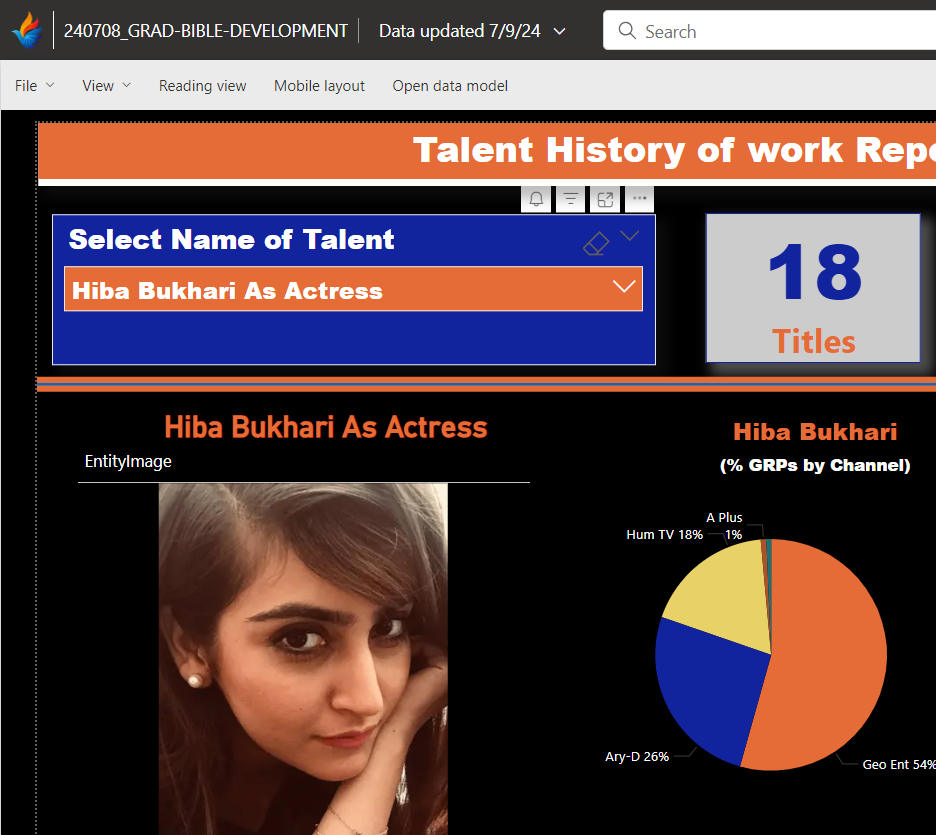 240708_GRAD-BIBLE-DEVELOPMENT
Data updated 7/9/24
Search
File
View
Reading view
Mobile layout
Open data model
Talent History of work Repo
Select Name of Talent
Hiba Bukhari As Actress
18
Titles
Hiba Bukhari As Actress
EntityImage
Hiba Bukhari
(% GRPs by Channel)
A Plus
1%
Hum TV 18%
Ary-D 26%
Geo Ent 54%